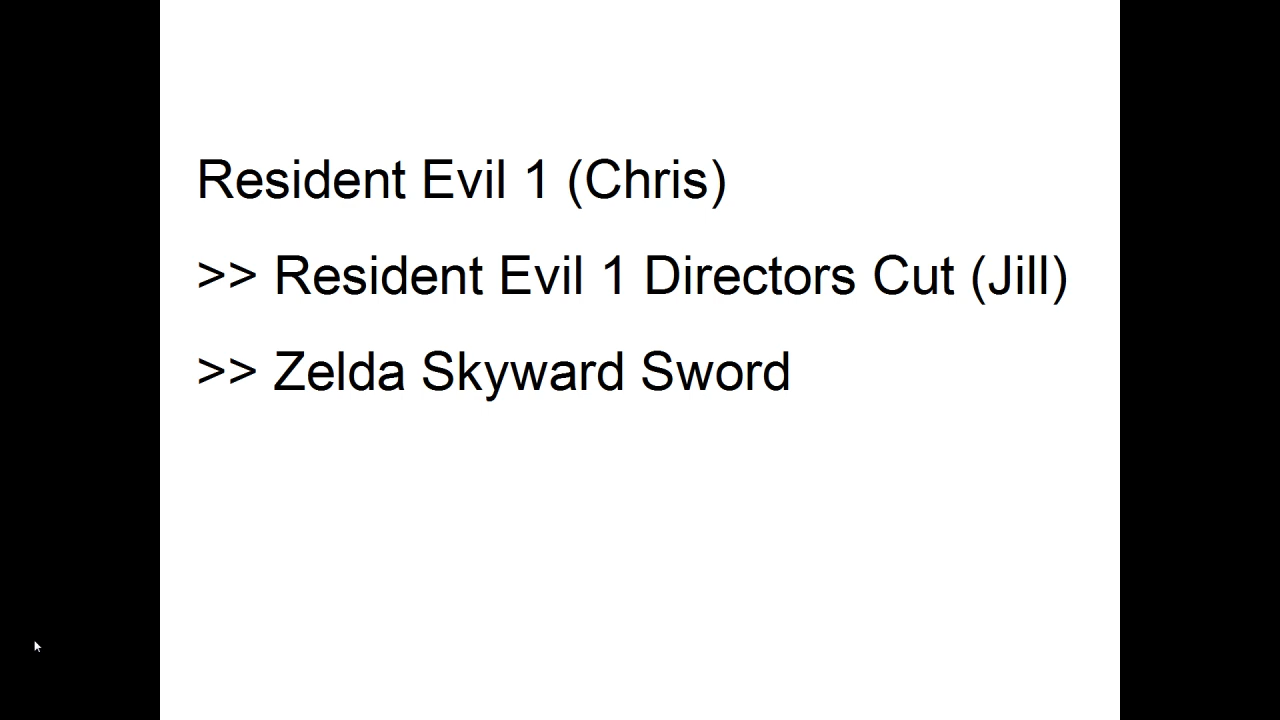 Resident Evil 1 (Chris)
>> Resident Evil 1 Directors Cut (Jill)
>> Zelda Skyward Sword